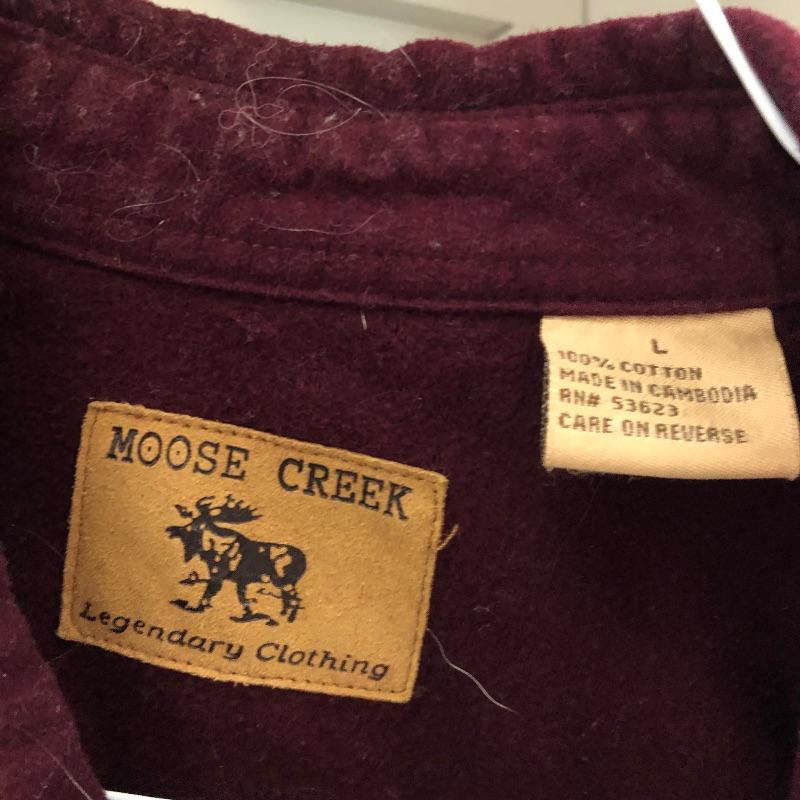 MOOSE CREEK
Legendary Clothing
L
100% COTTON
MADE IN CAMBODIA
RN# 53623
CARE ON REVERSE